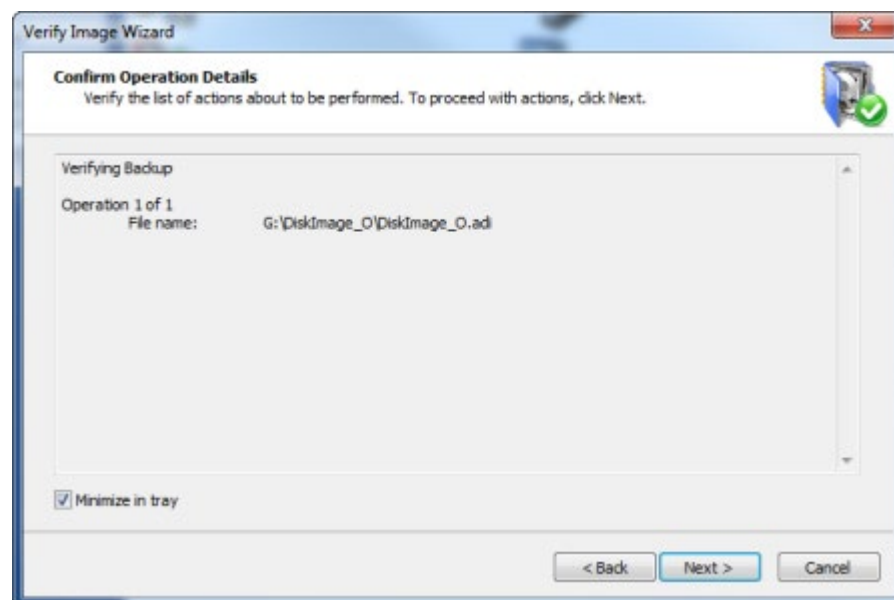 Verify Image Wizard
Confirm Operation Details
Verify the list of actions about to be performed. To proceed with actions, click Next.
Verifying Backup
Operation 1 of 1
File name: G:\DiskImage_O\DiskImage_O.adi
Minimize in tray
< Back Next > Cancel